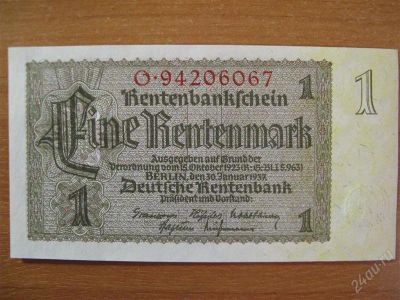 O·94206067
1
1
Rentenbankschein
Eine Rentenmark
Ausgegeben auf Grund der
Verordnung vom 15. Oktober 1923 (R.G.Bl.I S.963)
BERLIN, den 30. Januar 1937.
Deutsche Rentenbank
Präsident und Vorstand:
1
1
24au.ru